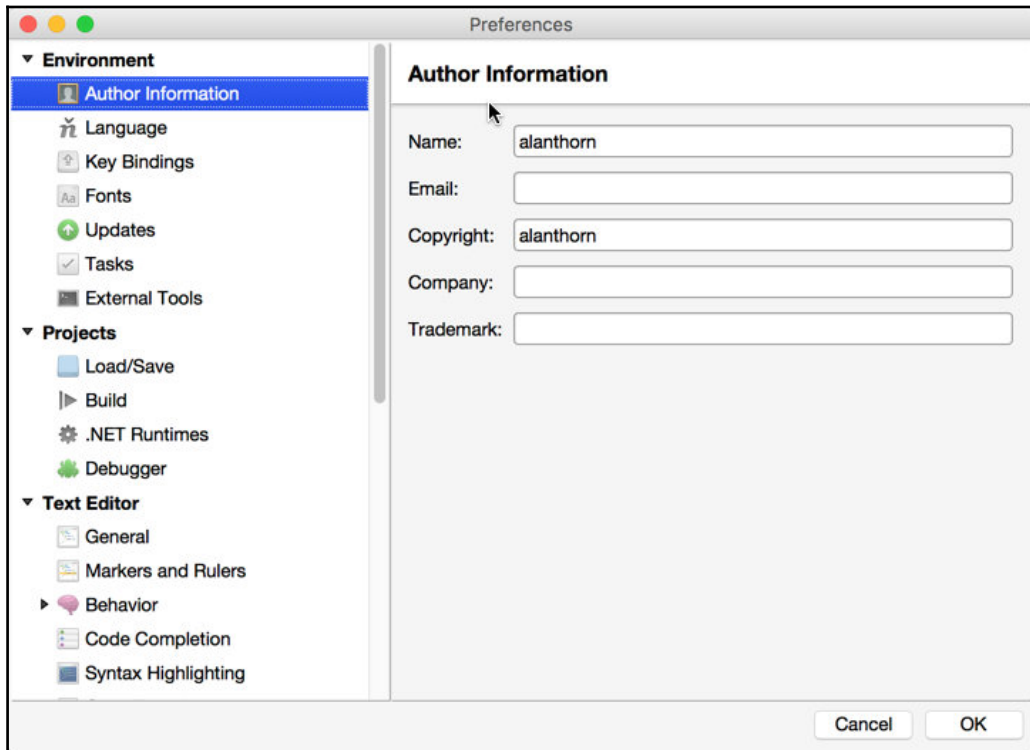 Preferences
Environment
Author Information
Language
Key Bindings
Fonts
Updates
Tasks
External Tools
Projects
Load/Save
Build
.NET Runtimes
Debugger
Text Editor
General
Markers and Rulers
Behavior
Code Completion
Syntax Highlighting
Author Information
Name: alanthorn
Email:
Copyright: alanthorn
Company:
Trademark:
Cancel OK